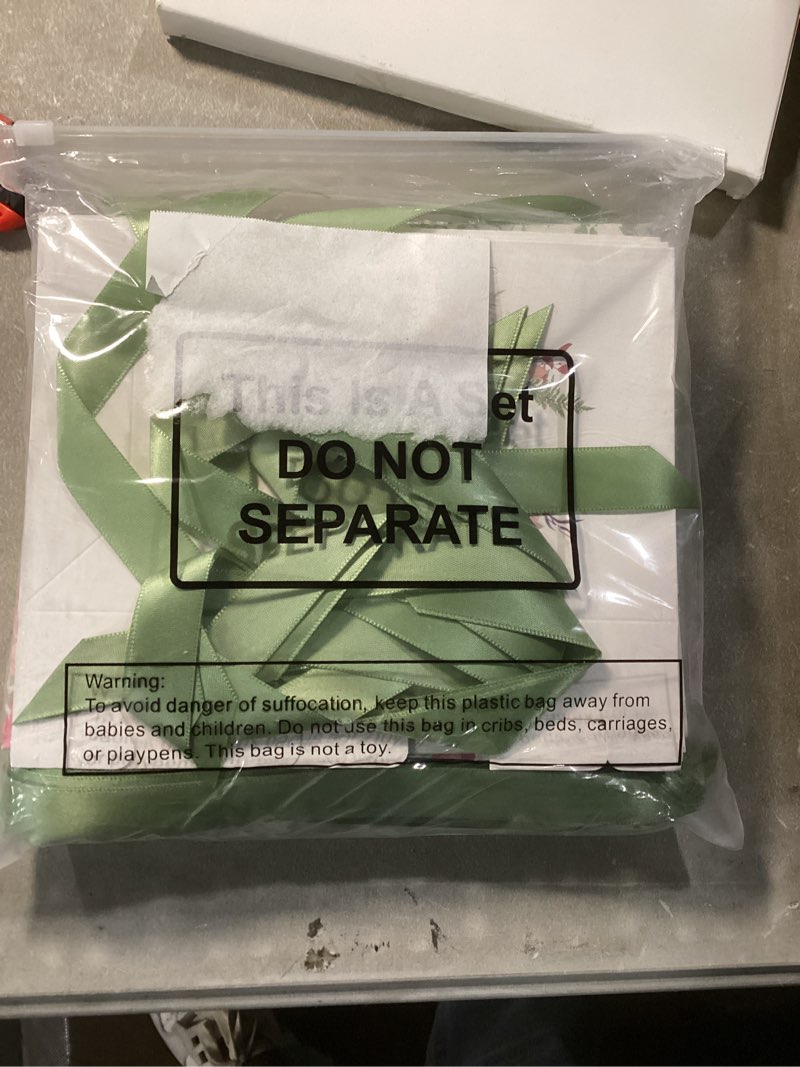 This Is A Set
DO NOT
SEPARATE
Warning:
To avoid danger of suffocation, keep this plastic bag away from
babies and children. Do not use this bag in cribs, beds, carriages,
or playpens. This bag is not a toy.